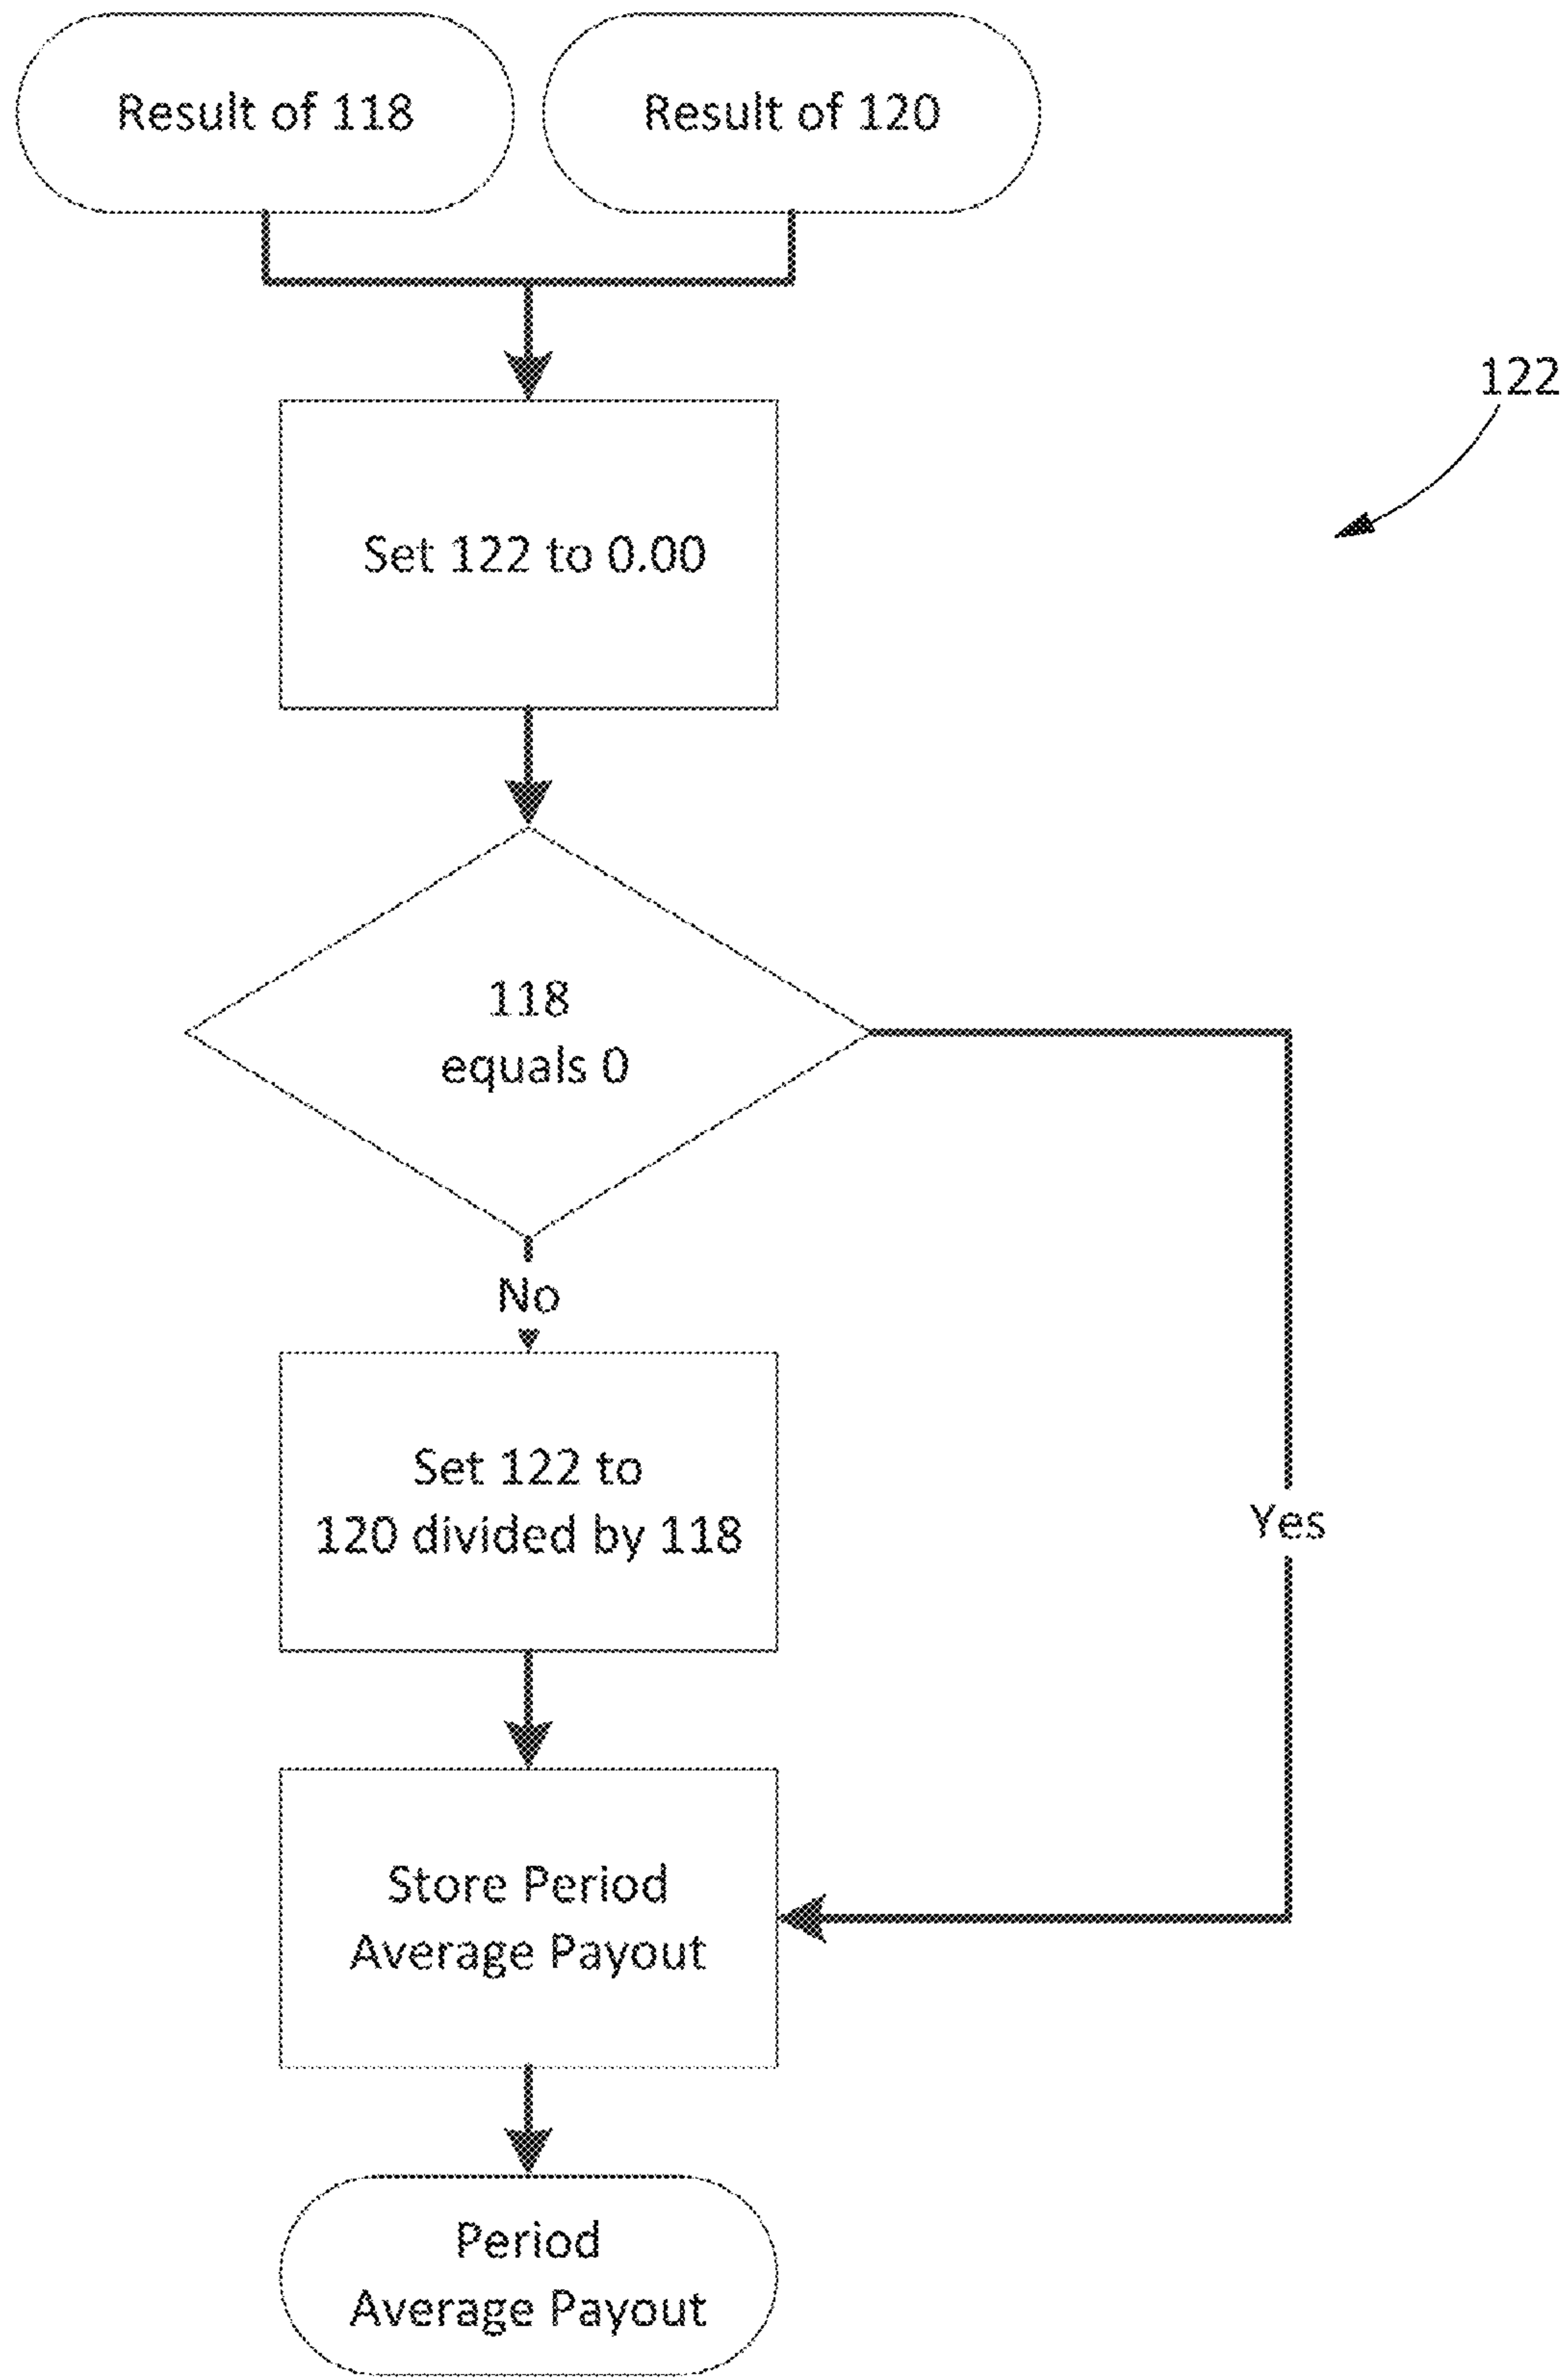 Result of 118
Result of 120
122
Set 122 to 0.00
118
equals 0
No
Set 122 to
120 divided by 118
Yes
Store Period
Average Payout
Period
Average Payout